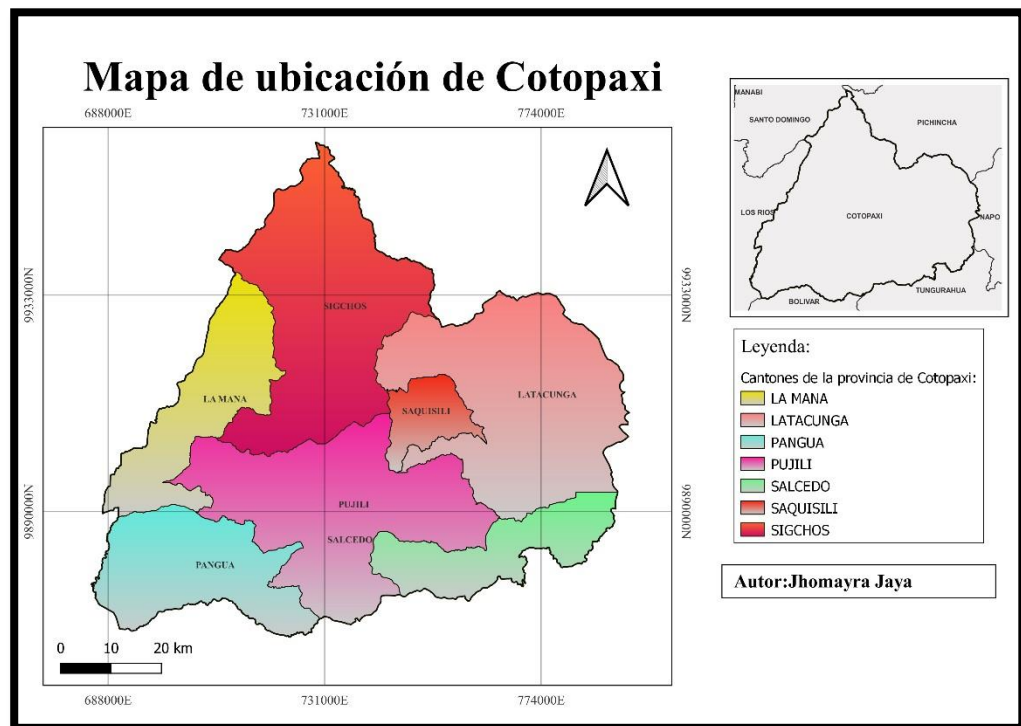 Mapa de ubicación de Cotopaxi
688000E
731000E
774000E
9933000N
9933000N
9890000N
9890000N
SIGCHOS
LA MANA
SAQUISILI
LATACUNGA
PUJILI
SALCEDO
PANGUA
0 10 20 km
688000E
731000E
774000E
MANABI
SANTO DOMINGO
PICHINCHA
LOS RIOS
COTOPAXI
NAPO
TUNGURAHUA
BOLIVAR
Leyenda:
Cantones de la provincia de Cotopaxi:
LA MANA
LATACUNGA
PANGUA
PUJILI
SALCEDO
SAQUISILI
SIGCHOS
Autor:Jhomayra Jaya